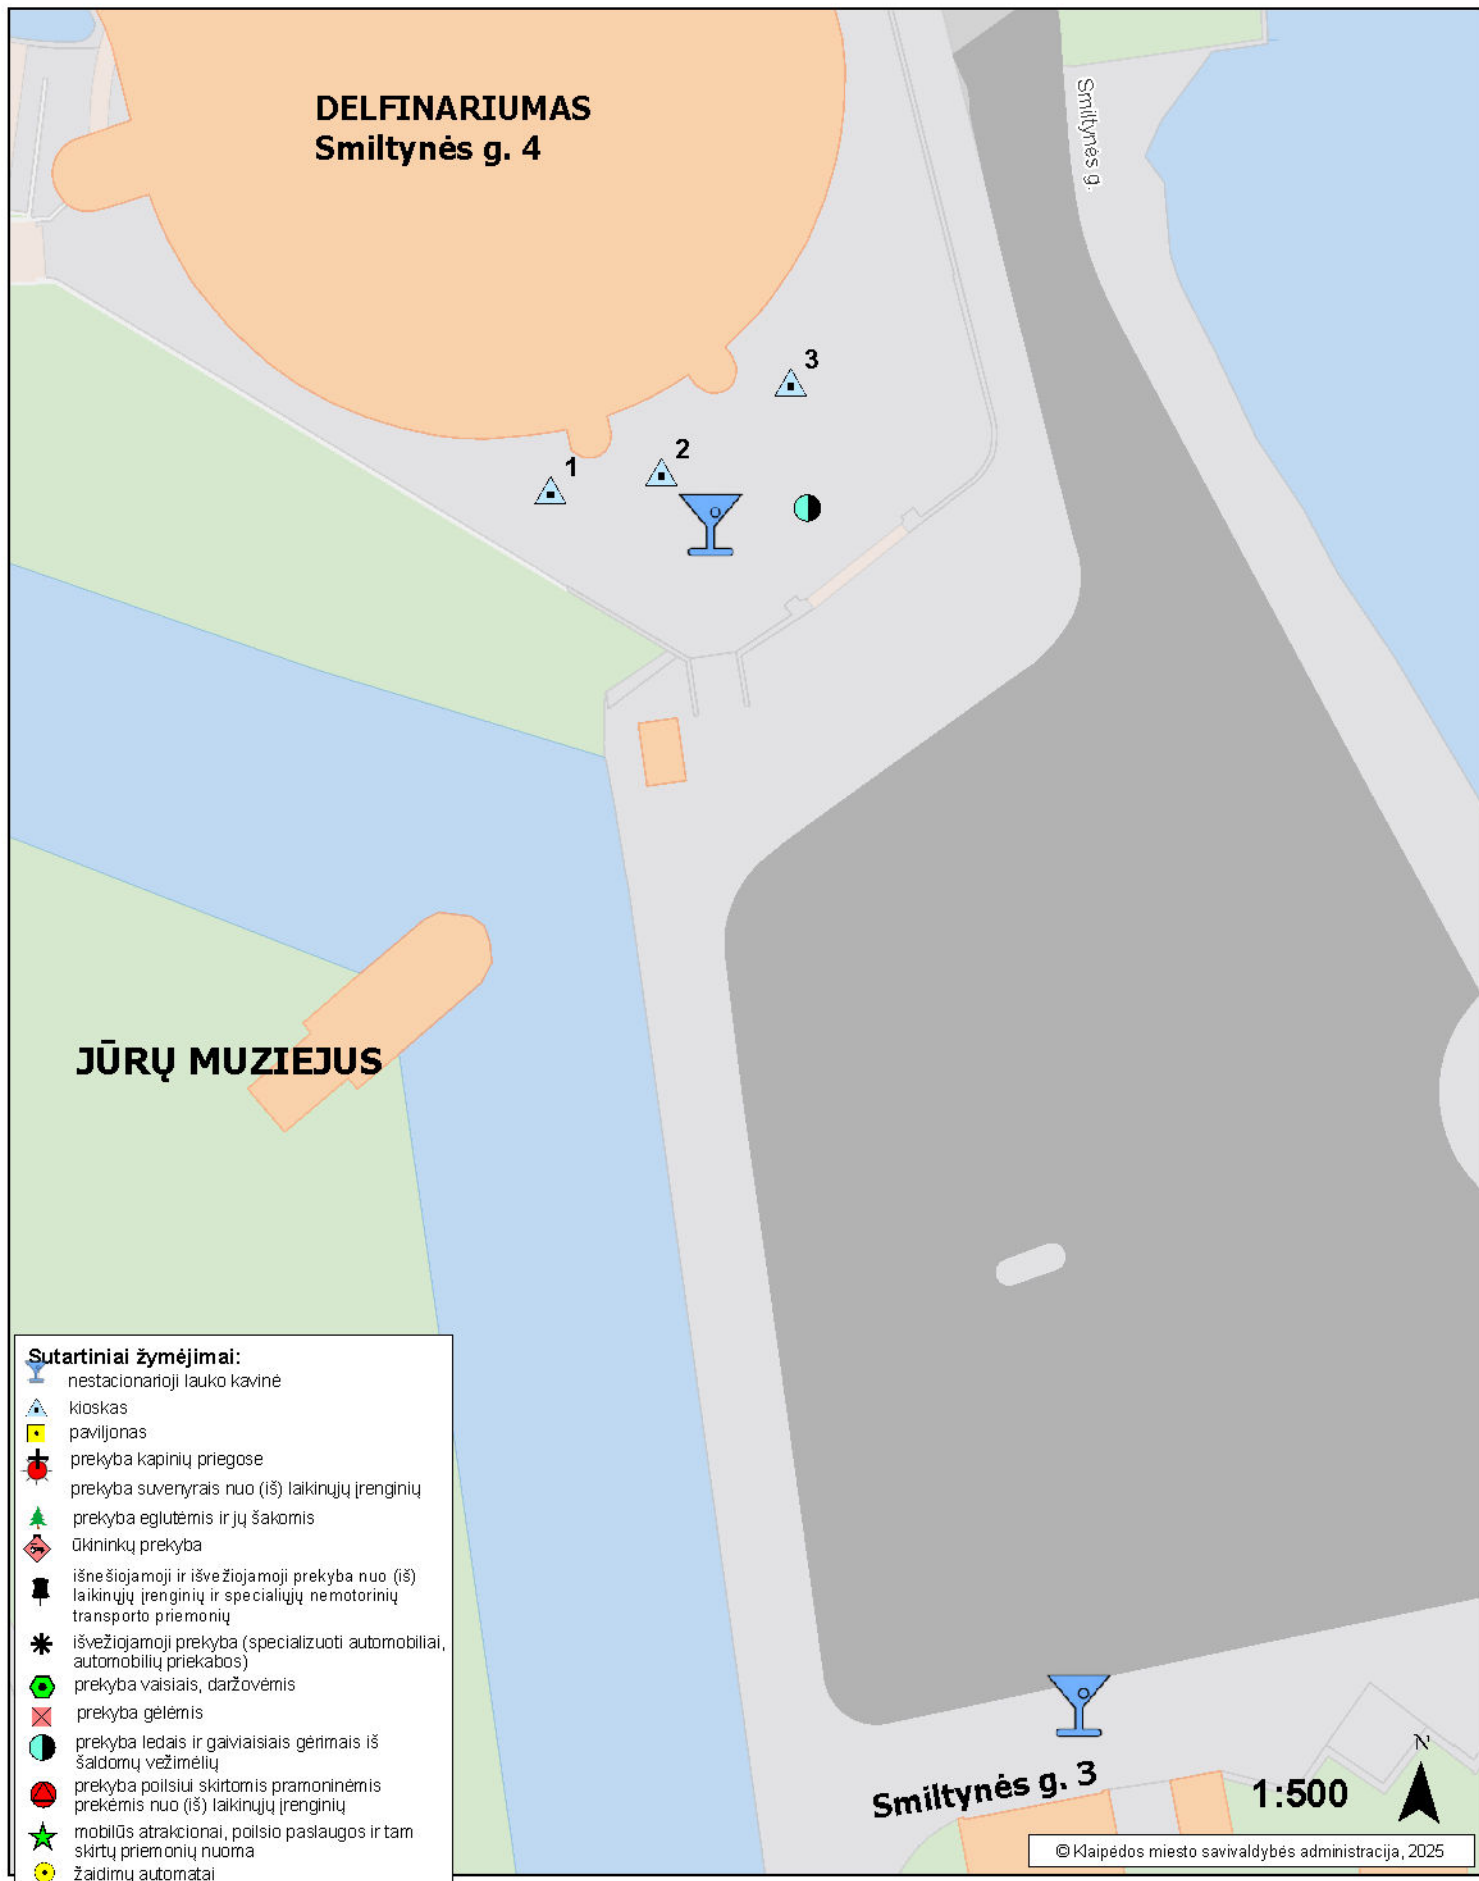 DELFINARIUMAS
Smiltynės g. 4
Smiltynės g.
3
2
1
JŪRŲ MUZIEJUS
Sutartiniai žymėjimai:
nestacionarioji lauko kavinė
kioskas
paviljonas
prekyba kapinių priegose
prekyba suvenyrais nuo (iš) laikinųjų įrenginių
prekyba eglutėmis ir jų šakomis
ūkininkų prekyba
išnešiojamoji ir išvežiojamoji prekyba nuo (iš)
laikinųjų įrenginių ir specialiųjų nemotorinių
transporto priemonių
išvežiojamoji prekyba (specializuoti automobiliai,
automobilių priekabos)
prekyba vaisiais, daržovėmis
prekyba gėlėmis
prekyba ledais ir gaiviaisiais gėrimais iš
šaldomų vežimėlių
prekyba poilsiui skirtomis pramoninėmis
prekėmis nuo (iš) laikinųjų įrenginių
mobilūs atrakcionai, poilsio paslaugos ir tam
skirtų priemonių nuoma
žaidimų automatai
Smiltynės g. 3
1:500
N
© Klaipėdos miesto savivaldybės administracija, 2025